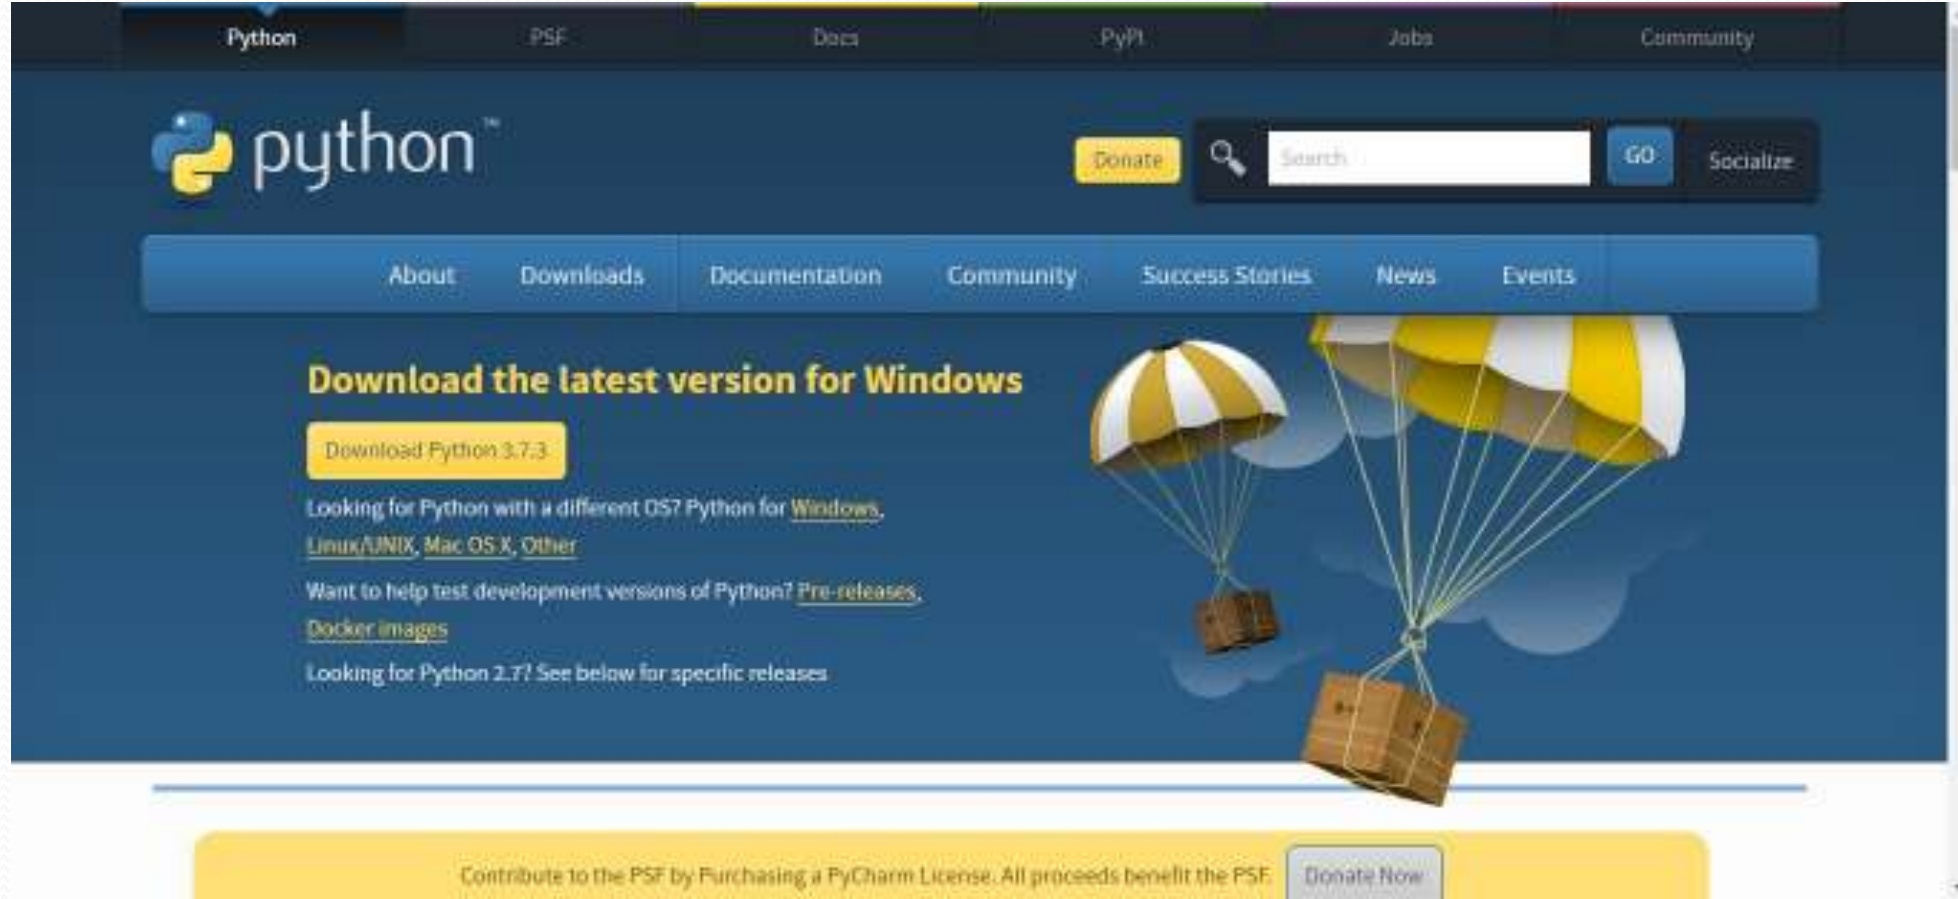 Python PSF Docs PyPI Jobs Community
python™
Donate Search GO Socialize
About Downloads Documentation Community Success Stories News Events
Download the latest version for Windows
Download Python 3.7.3
Looking for Python with a different OS? Python for Windows,
Linux/UNIX, Mac OS X, Other
Want to help test development versions of Python? Pre-releases,
Docker images
Looking for Python 2.7? See below for specific releases
Contribute to the PSF by Purchasing a PyCharm License. All proceeds benefit the PSF. Donate Now